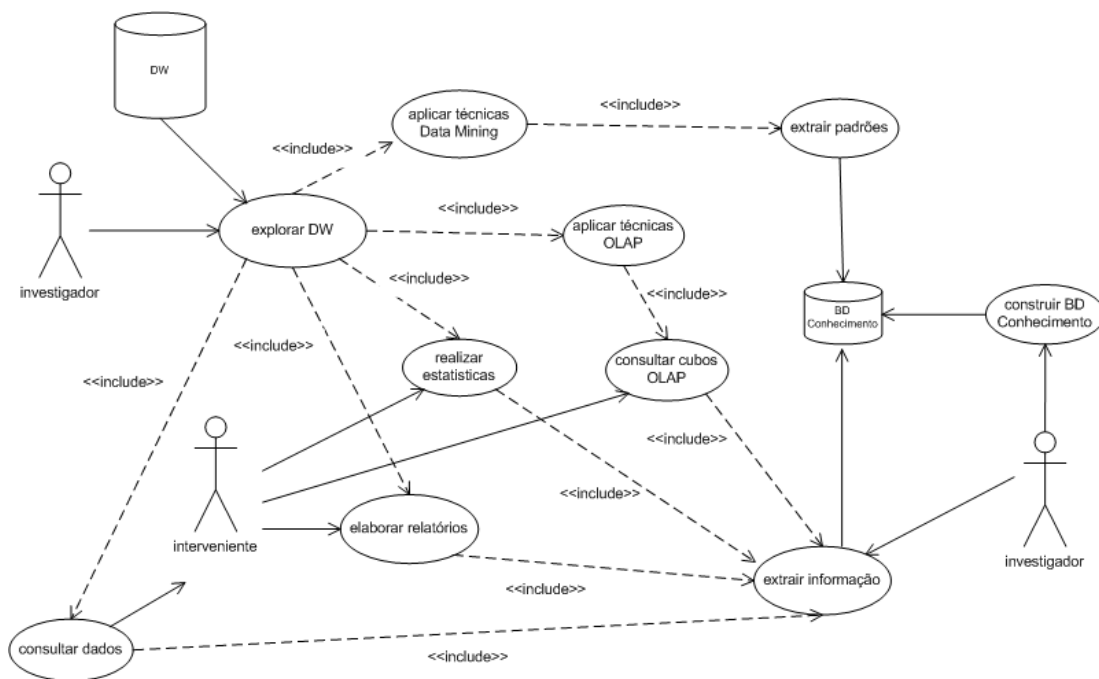 DW
aplicar técnicas
Data Mining
<<include>>
extrair padrões
<<include>>
explorar DW
<<include>>
aplicar técnicas
OLAP
investigador
<<include>>
<<include>>
BD
Conhecimento
construir BD
Conhecimento
<<include>>
realizar
estatisticas
consultar cubos
OLAP
<<include>>
<<include>>
interveniente
elaborar relatórios
<<include>>
extrair informação
investigador
<<include>>
consultar dados
<<include>>